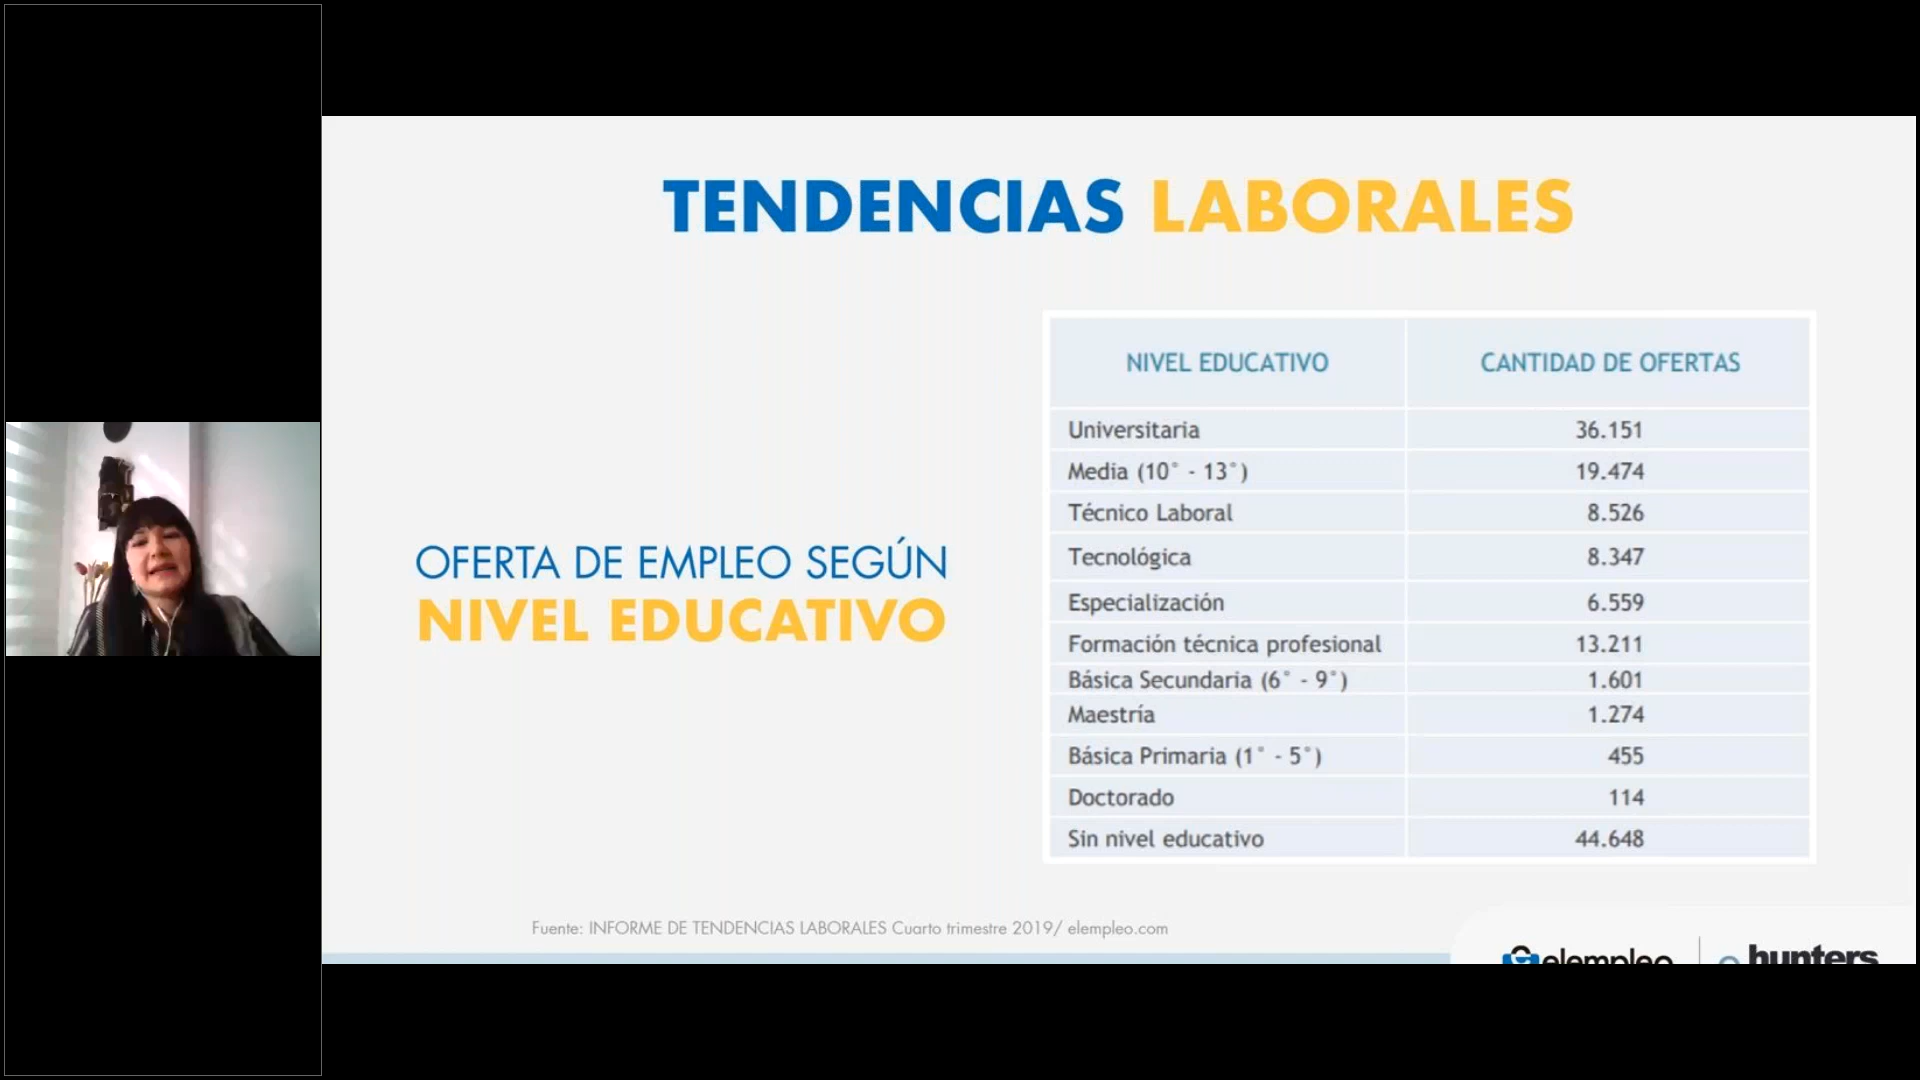 TENDENCIAS LABORALES
OFERTA DE EMPLEO SEGÚN
NIVEL EDUCATIVO
NIVEL EDUCATIVO CANTIDAD DE OFERTAS
Universitaria 36.151
Media (10° - 13°) 19.474
Técnico Laboral 8.526
Tecnológica 8.347
Especialización 6.559
Formación técnica profesional 13.211
Básica Secundaria (6° - 9°) 1.601
Maestría 1.274
Básica Primaria (1° - 5°) 455
Doctorado 114
Sin nivel educativo 44.648
Fuente: INFORME DE TENDENCIAS LABORALES Cuarto trimestre 2019/ elempleo.com
elempleo hunters